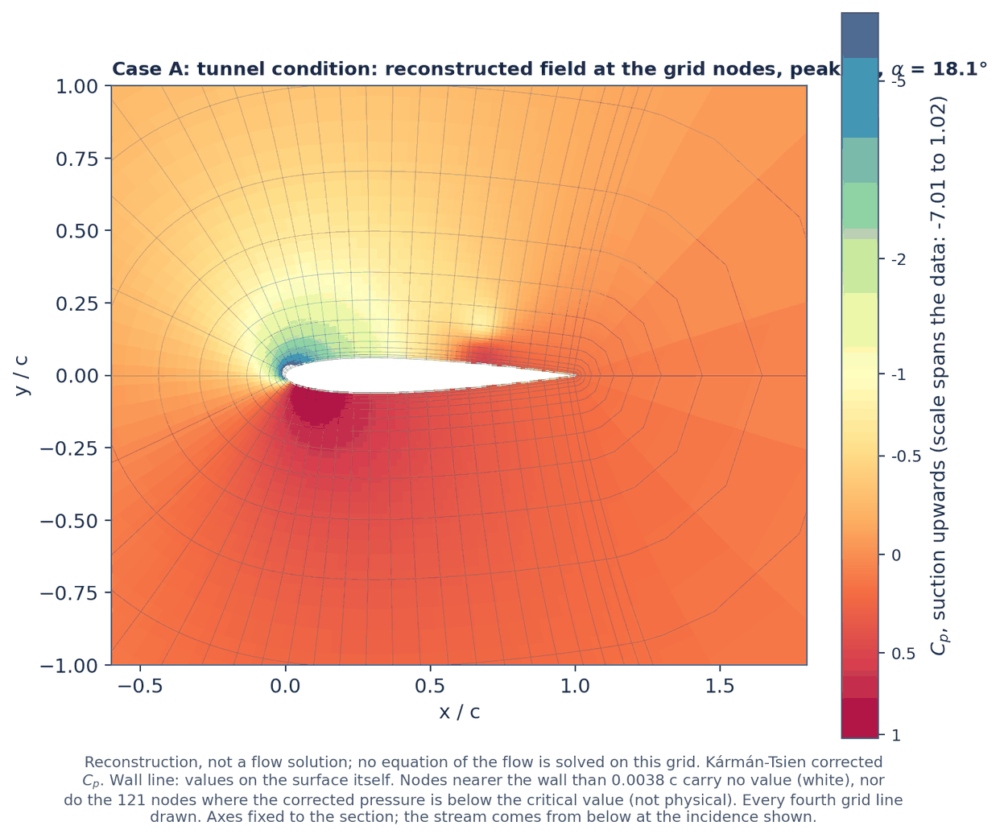 Case A: tunnel condition: reconstructed field at the grid nodes, peak , α = 18.1°
1.00
0.75
0.50
0.25
0.00
−0.25
−0.50
−0.75
−1.00
y / c
−0.5
0.0
0.5
1.0
1.5
x / c
-5
-2
-1
-0.5
0
0.5
1
Cp, suction upwards (scale spans the data: -7.01 to 1.02)
Reconstruction, not a flow solution; no equation of the flow is solved on this grid. Kármán-Tsien corrected
Cp. Wall line: values on the surface itself. Nodes nearer the wall than 0.0038 c carry no value (white), nor
do the 121 nodes where the corrected pressure is below the critical value (not physical). Every fourth grid line
drawn. Axes fixed to the section; the stream comes from below at the incidence shown.